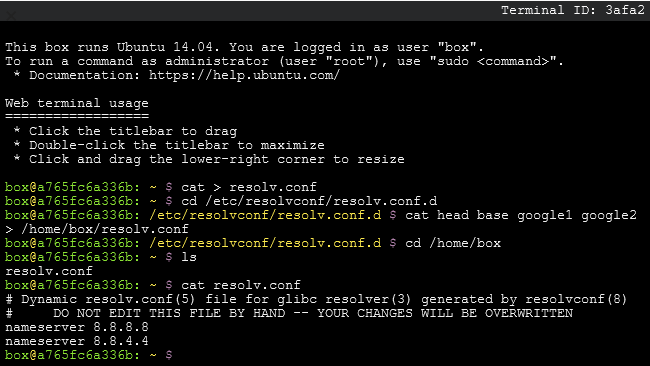 Terminal ID: 3afa2
This box runs Ubuntu 14.04. You are logged in as user "box".
To run a command as administrator (user "root"), use "sudo <command>".
 * Documentation: https://help.ubuntu.com/
Web terminal usage
==================
 * Click the titlebar to drag
 * Double-click the titlebar to maximize
 * Click and drag the lower-right corner to resize
box@a765fc6a336b: ~ $ cat > resolv.conf
box@a765fc6a336b: ~ $ cd /etc/resolvconf/resolv.conf.d
box@a765fc6a336b: /etc/resolvconf/resolv.conf.d $ cat head base google1 google2
> /home/box/resolv.conf
box@a765fc6a336b: /etc/resolvconf/resolv.conf.d $ cd /home/box
box@a765fc6a336b: ~ $ ls
resolv.conf
box@a765fc6a336b: ~ $ cat resolv.conf
# Dynamic resolv.conf(5) file for glibc resolver(3) generated by resolvconf(8)
#     DO NOT EDIT THIS FILE BY HAND -- YOUR CHANGES WILL BE OVERWRITTEN
nameserver 8.8.8.8
nameserver 8.8.4.4
box@a765fc6a336b: ~ $